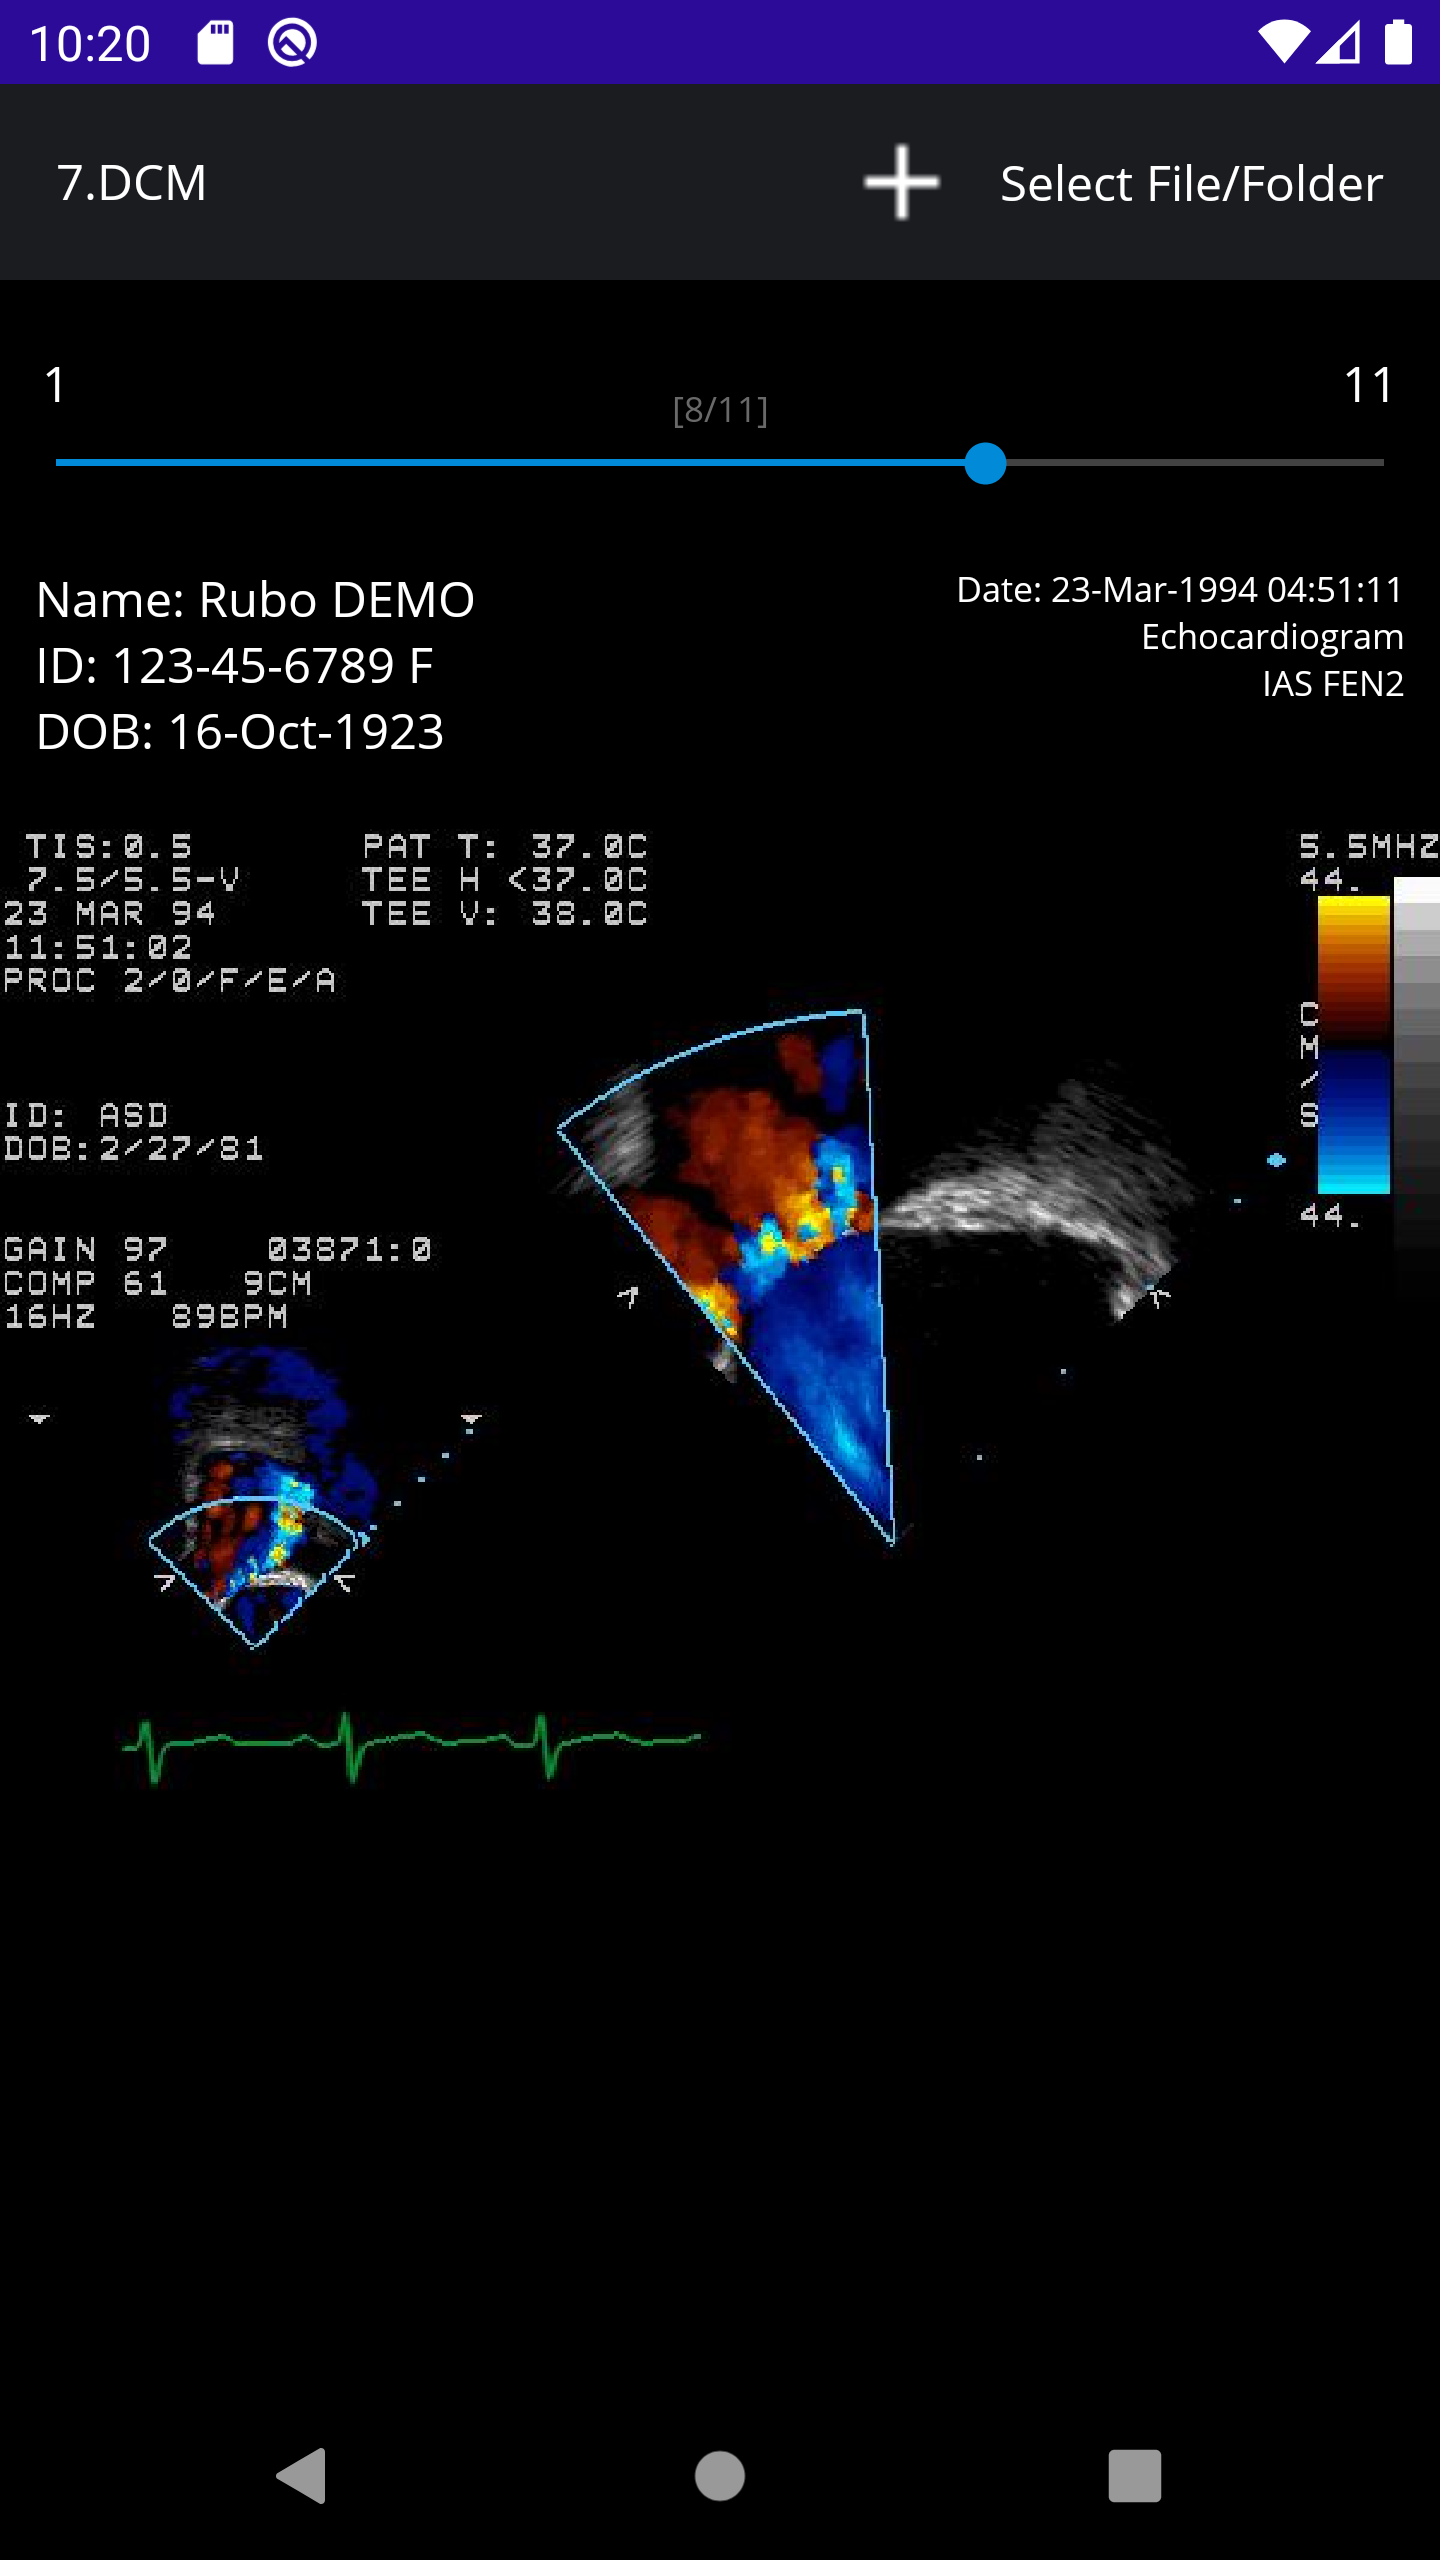 10:20
7.DCM
Select File/Folder
1
[8/11]
11
Name: Rubo DEMO
ID: 123-45-6789 F
DOB: 16-Oct-1923
Date: 23-Mar-1994 04:51:11
Echocardiogram
IAS FEN2
TIS:0.5 PAT T: 37.0C
7.5/5.5-V TEE H <37.0C
23 MAR 94 TEE V: 38.0C
11:51:02
PROC 2/0/F/E/A
ID: ASD
DOB:2/27/81
GAIN 97 03871:0
COMP 61 9CM
16HZ 89BPM
5.5MHZ
44.
CM/S
44.